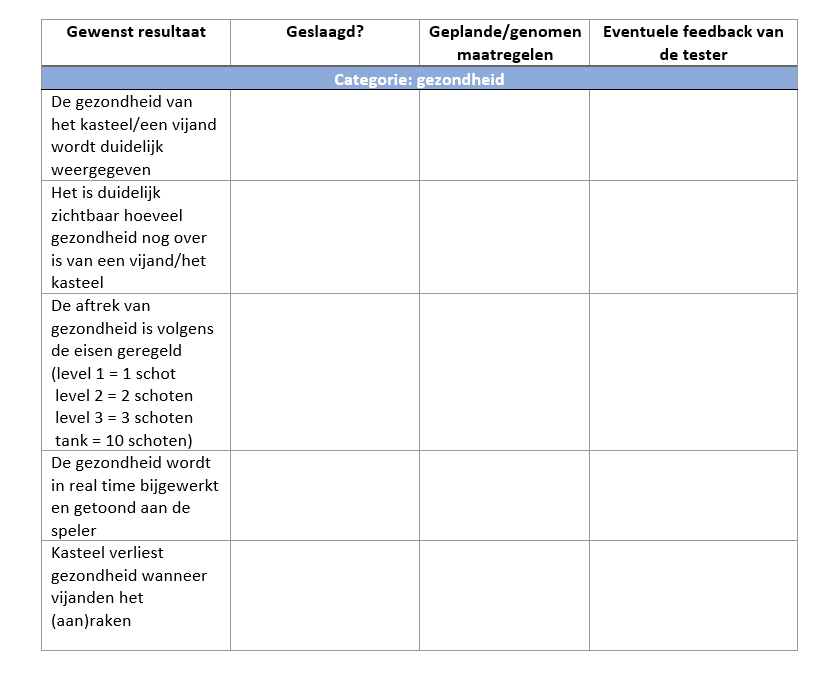 Gewenst resultaat
Geslaagd?
Geplande/genomen
maatregelen
Eventuele feedback van
de tester
Categorie: gezondheid
De gezondheid van
het kasteel/een vijand
wordt duidelijk
weergegeven
Het is duidelijk
zichtbaar hoeveel
gezondheid nog over
is van een vijand/het
kasteel
De aftrek van
gezondheid is volgens
de eisen geregeld
(level 1 = 1 schot
level 2 = 2 schoten
level 3 = 3 schoten
tank = 10 schoten)
De gezondheid wordt
in real time bijgewerkt
en getoond aan de
speler
Kasteel verliest
gezondheid wanneer
vijanden het
(aan)raken